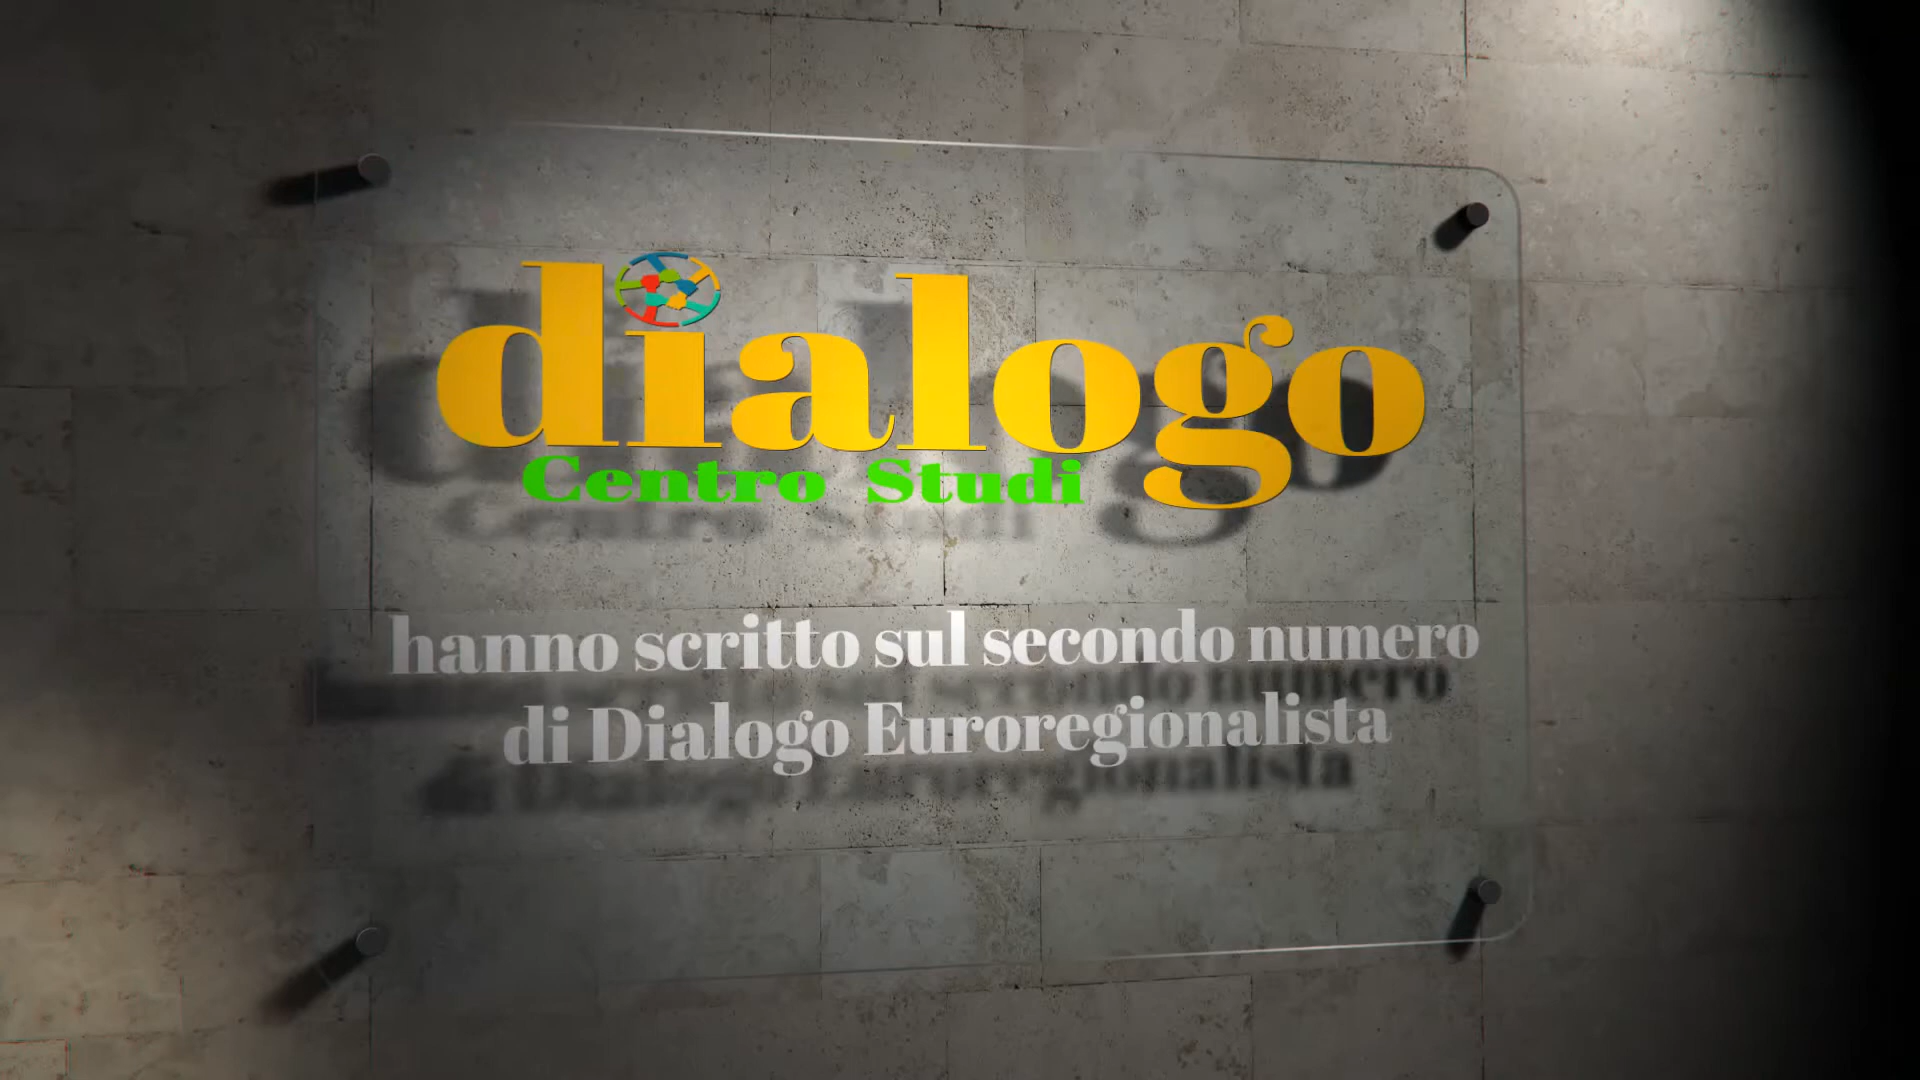 dialogo
Centro Studi
hanno scritto sul secondo numero
di Dialogo Euroregionalista